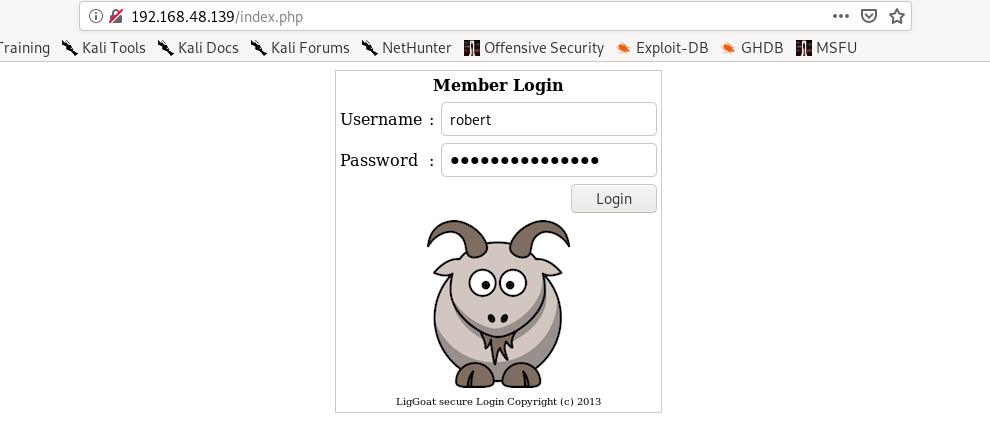 192.168.48.139/index.php
Training Kali Tools Kali Docs Kali Forums NetHunter Offensive Security Exploit-DB GHDB MSFU
Member Login
Username : robert
Password : ●●●●●●●●●●●●●●●
Login
LigGoat secure Login Copyright (c) 2013